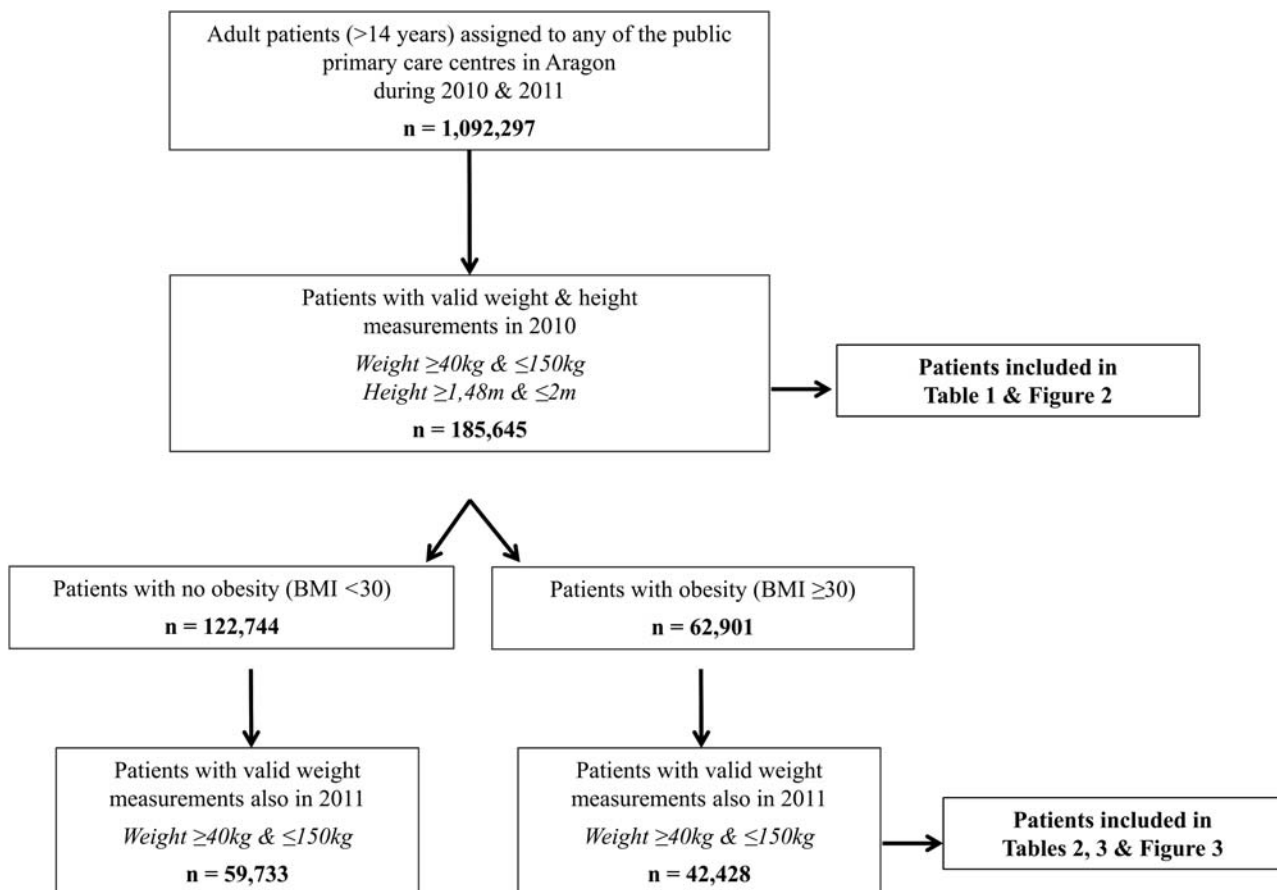 Adult patients (>14 years) assigned to any of the public
primary care centres in Aragon
during 2010 & 2011
n = 1,092,297
Patients with valid weight & height
measurements in 2010
Weight ≥40kg & ≤150kg
Height ≥1,48m & ≤2m
n = 185,645
Patients included in
Table 1 & Figure 2
Patients with no obesity (BMI <30)
n = 122,744
Patients with obesity (BMI ≥30)
n = 62,901
Patients with valid weight
measurements also in 2011
Weight ≥40kg & ≤150kg
n = 59,733
Patients with valid weight
measurements also in 2011
Weight ≥40kg & ≤150kg
n = 42,428
Patients included in
Tables 2, 3 & Figure 3